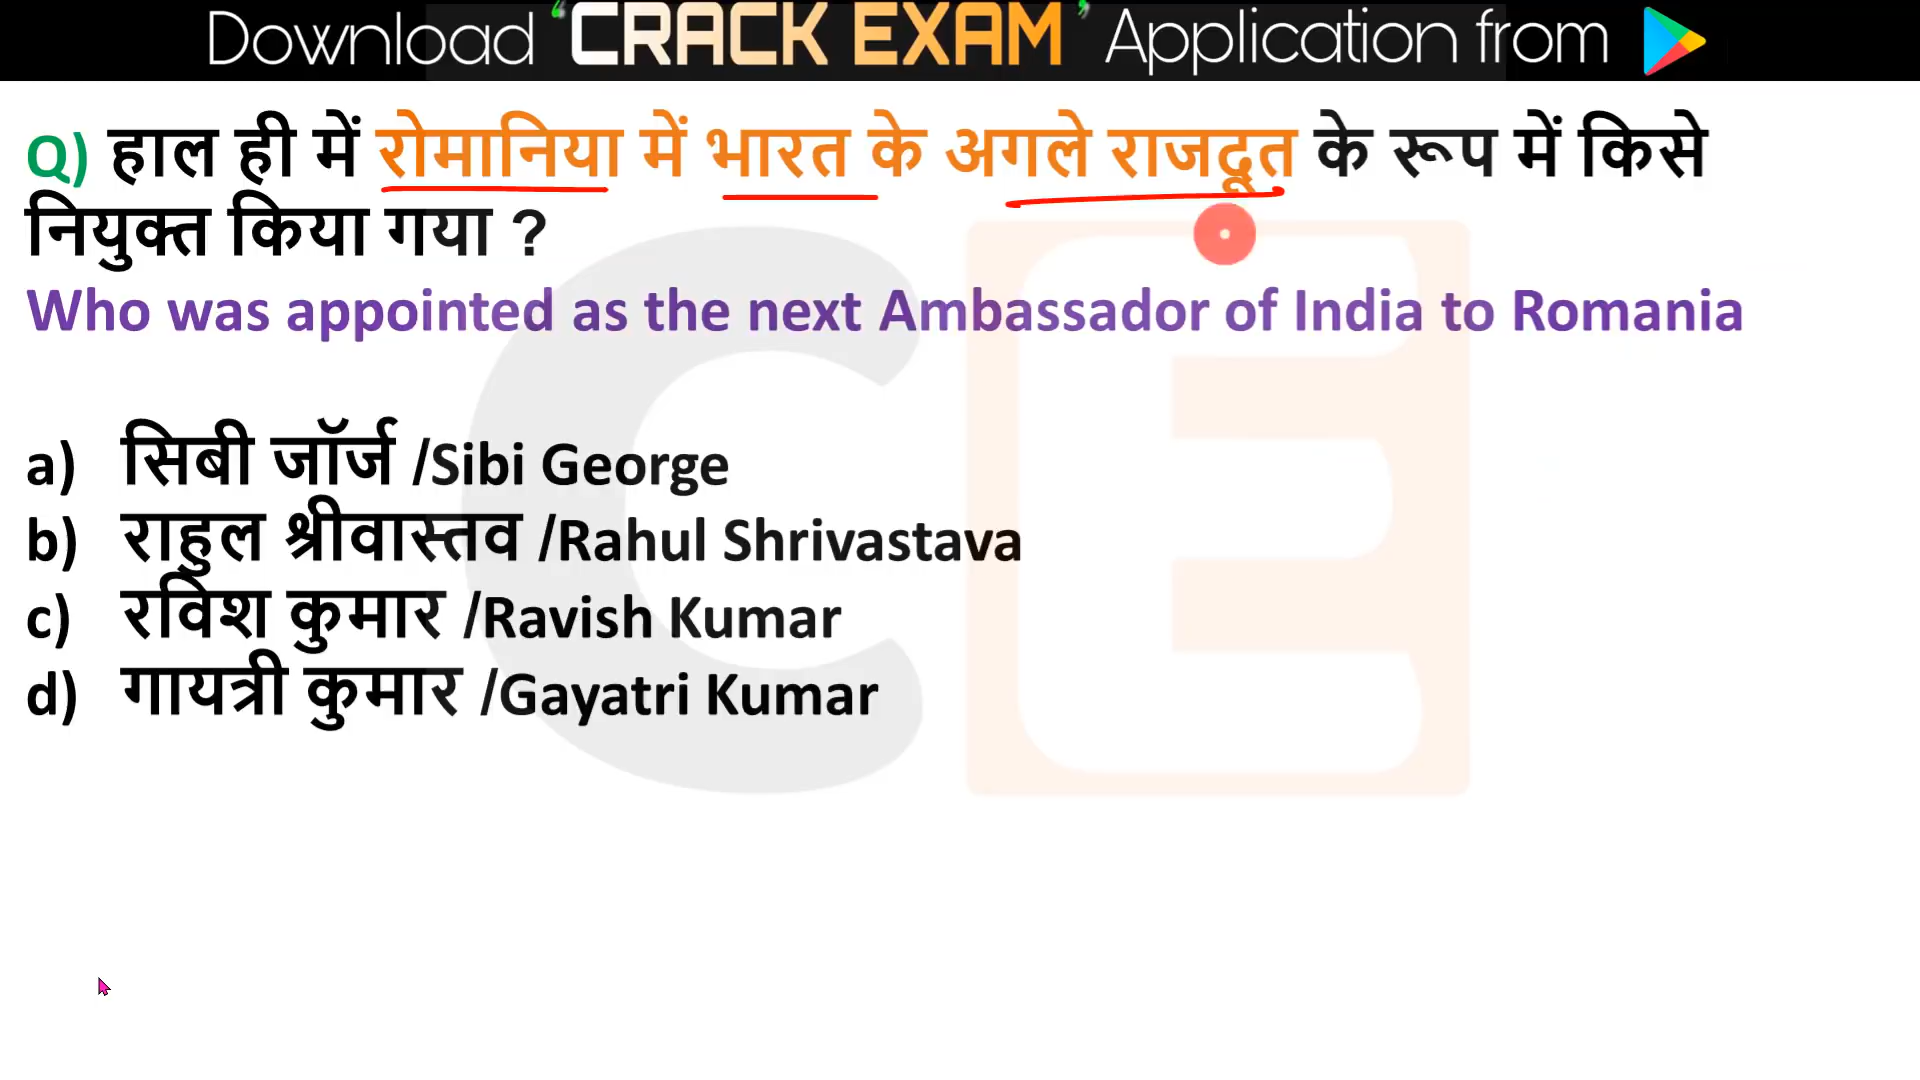 Download ‘CRACK EXAM’ Application from
Q) हाल ही में रोमानिया में भारत के अगले राजदूत के रूप में किसे
नियुक्त किया गया ?
Who was appointed as the next Ambassador of India to Romania
a) सिबी जॉर्ज /Sibi George
b) राहुल श्रीवास्तव /Rahul Shrivastava
c) रविश कुमार /Ravish Kumar
d) गायत्री कुमार /Gayatri Kumar
CE